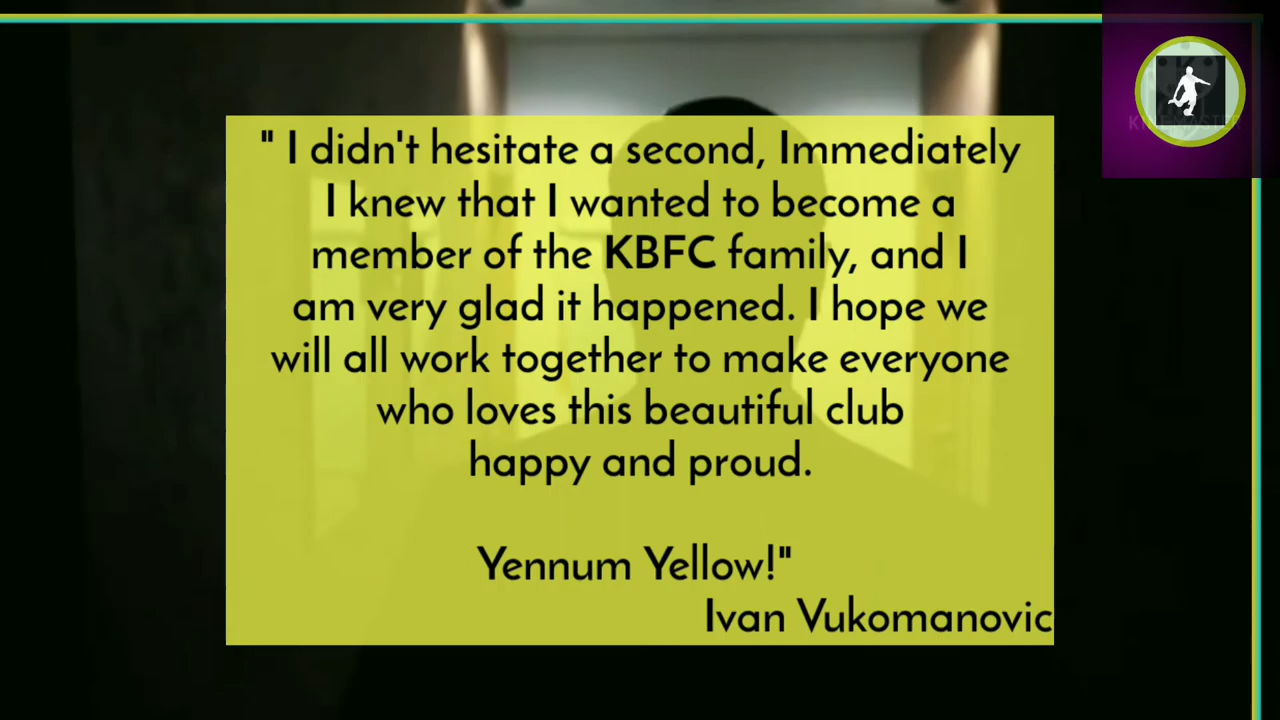 " I didn't hesitate a second, Immediately
I knew that I wanted to become a
member of the KBFC family, and I
am very glad it happened. I hope we
will all work together to make everyone
who loves this beautiful club
happy and proud.
Yennum Yellow!"
Ivan Vukomanovic